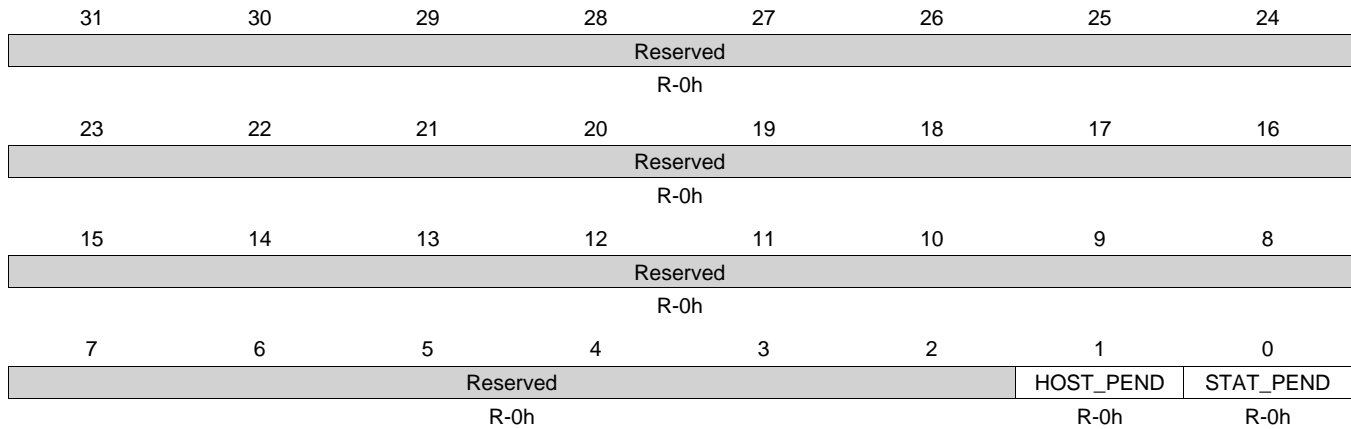 31 30 29 28 27 26 25 24
Reserved
R-0h
23 22 21 20 19 18 17 16
Reserved
R-0h
15 14 13 12 11 10 9 8
Reserved
R-0h
7 6 5 4 3 2 1 0
Reserved HOST_PEND STAT_PEND
R-0h R-0h R-0h